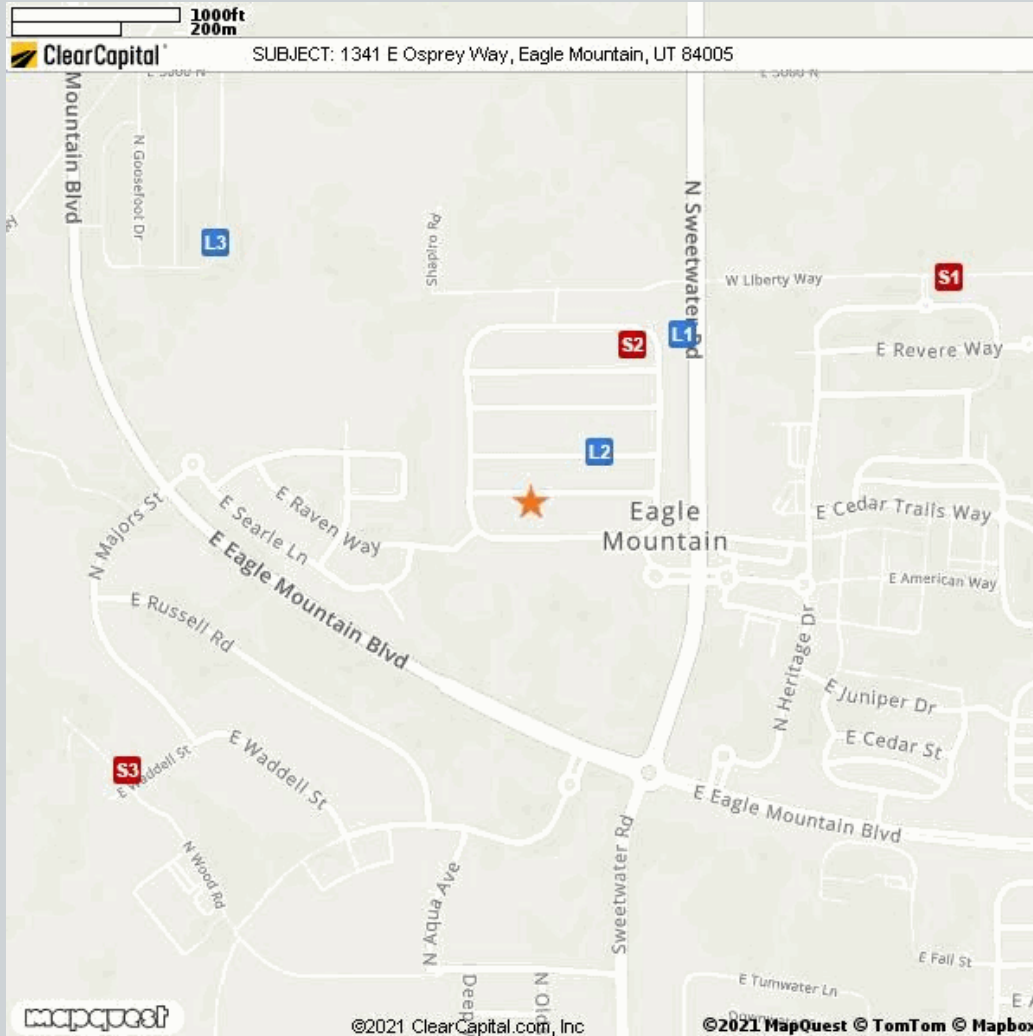 1000ft
200m
ClearCapital
SUBJECT: 1341 E Osprey Way, Eagle Mountain, UT 84005
Mountain Blvd
N Goosefoot Dr
L3
Shapiro Rd
N Sweetwater Rd
W Liberty Way
S1
S2
L1
E Revere Way
L2
E Raven Way
E Searle Ln
N Majors St
Eagle
Mountain
E Cedar Trails Way
E American Way
E Russell Rd
E Eagle Mountain Blvd
N Heritage Dr
E Juniper Dr
E Cedar St
S3
E Waddell St
E Waddell St
E Eagle Mountain Blvd
N Wood Rd
N Aqua Ave
Sweetwater Rd
E Fall St
E Tumwater Ln
Deep
N Old
mapquest
©2021 ClearCapital.com, Inc
©2021 MapQuest © TomTom © Mapbox